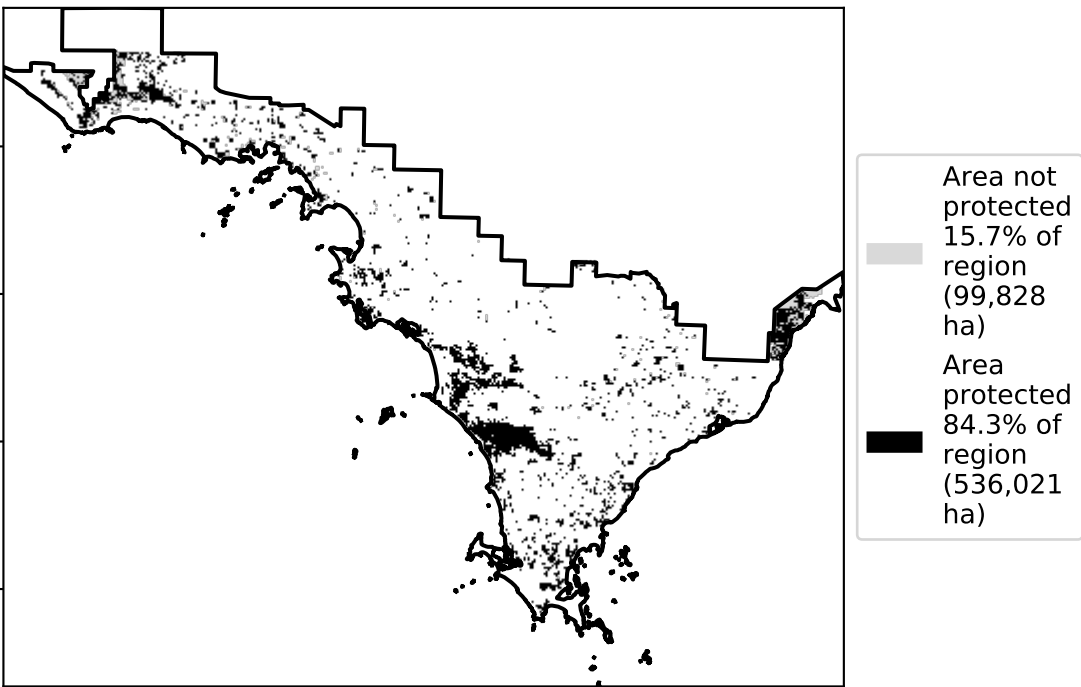 Area not
protected
15.7% of
region
(99,828
ha)
Area
protected
84.3% of
region
(536,021
ha)